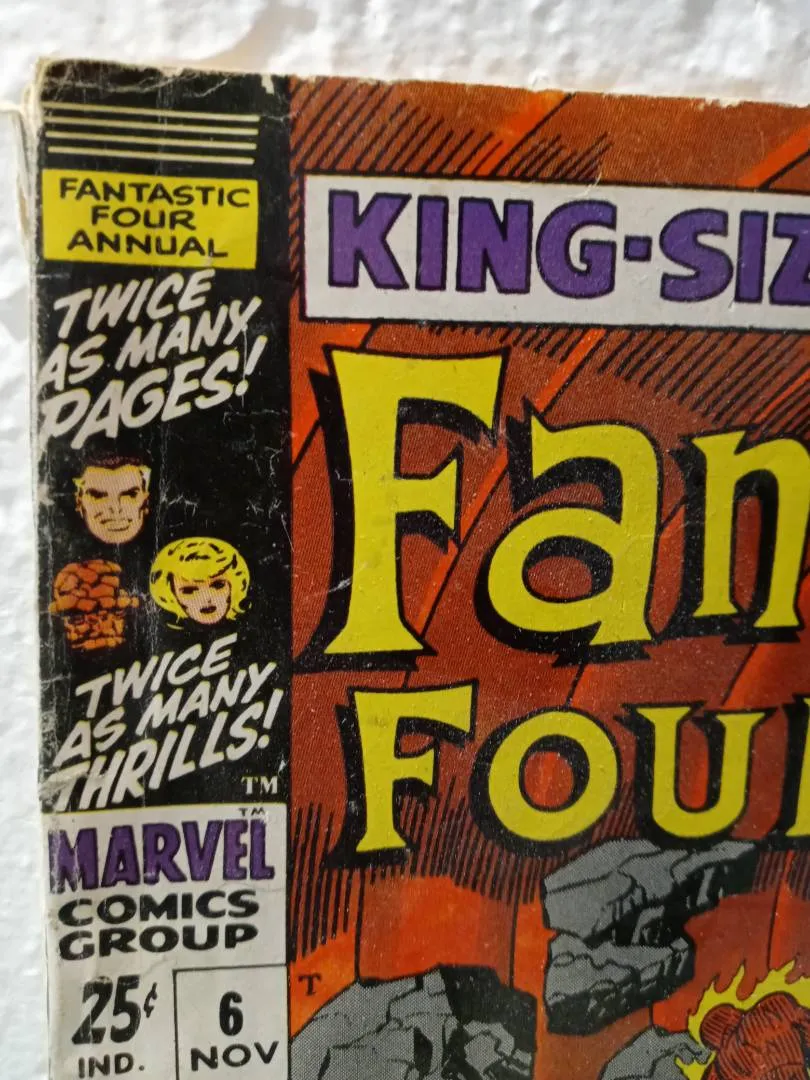 FANTASTIC
FOUR
ANNUAL
TWICE
AS MANY
PAGES!
TWICE
AS MANY
THRILLS!
TM
TM
MARVEL
COMICS
GROUP
25¢
IND.
6
NOV
KING-SIZ
Fan
FOU
T